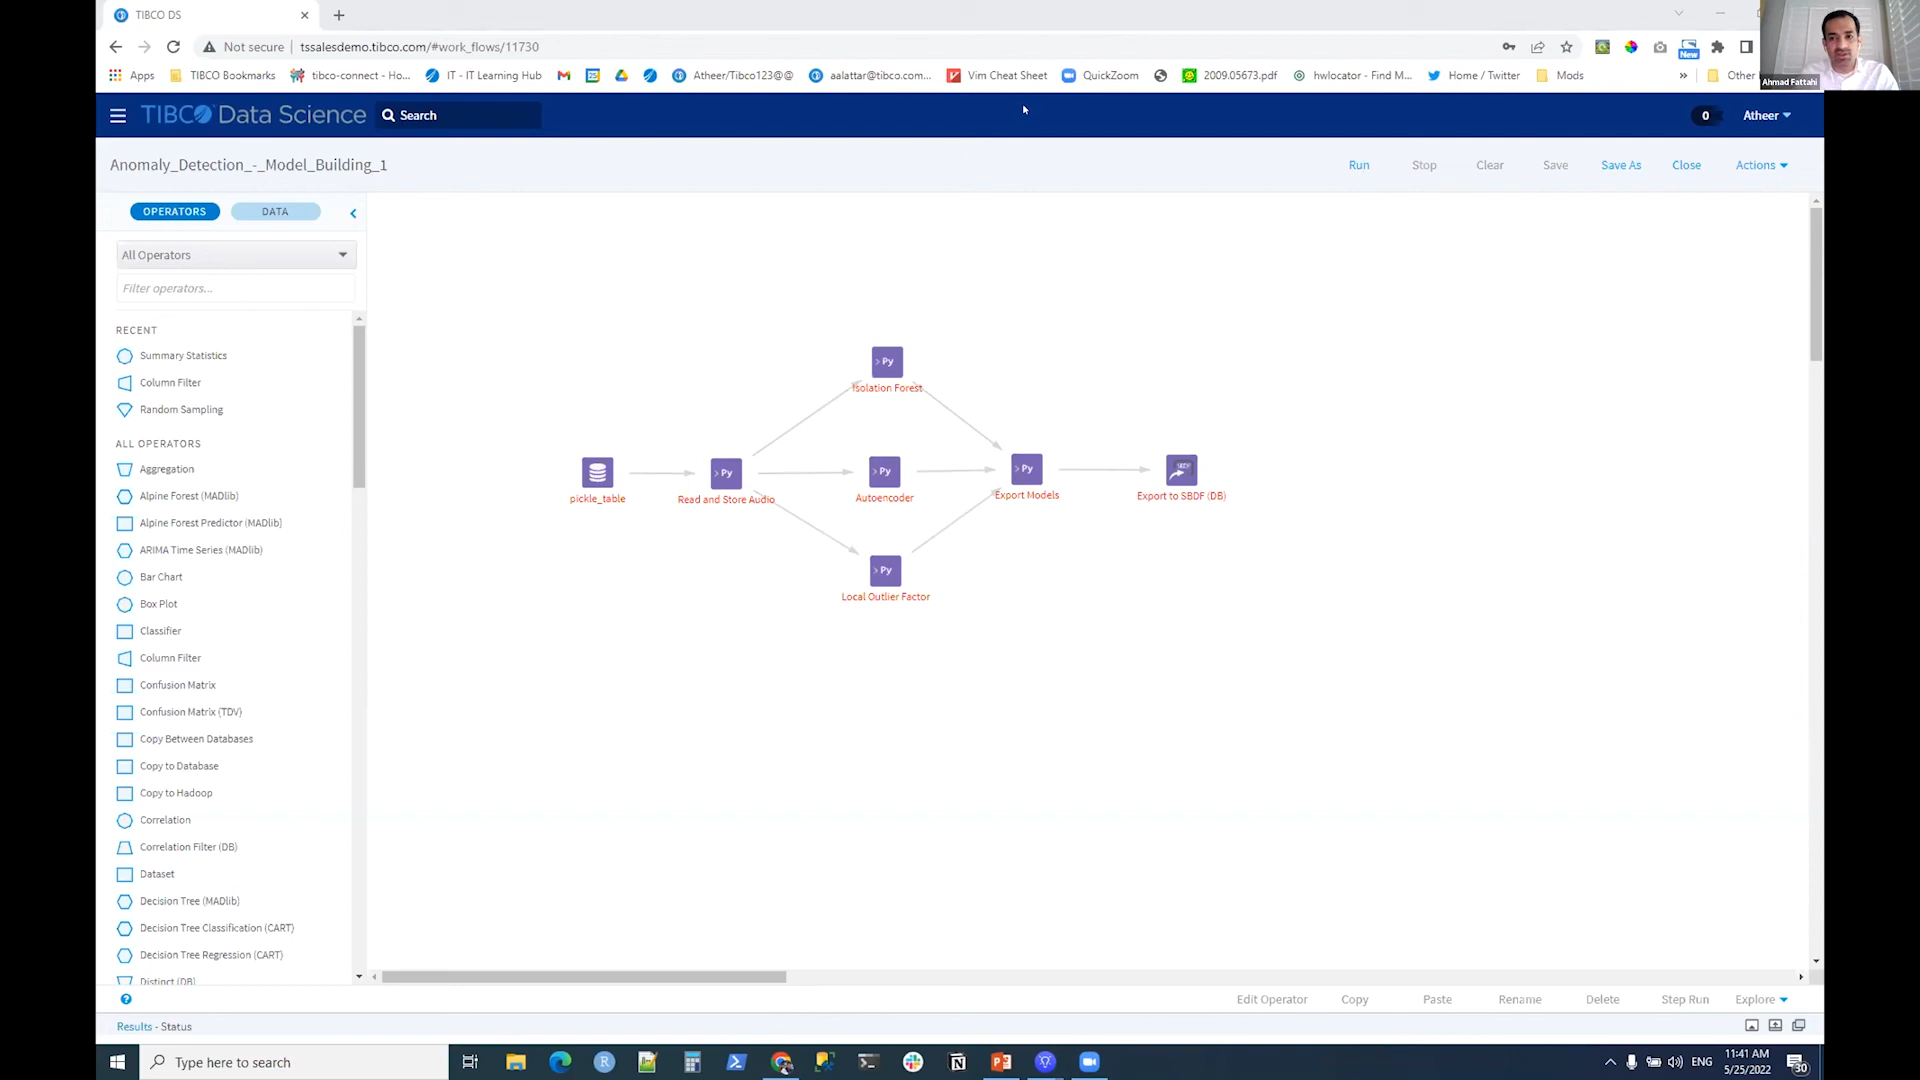 TIBCO DS
Not secure
tssalesdemo.tibco.com/#work_flows/11730
New
Ahmad Fattahi
Apps
TIBCO Bookmarks
tibco-connect - Ho...
IT - IT Learning Hub
Atheer/Tibco123@@
aalattar@tibco.com...
Vim Cheat Sheet
QuickZoom
2009.05673.pdf
hwlocator - Find M...
Home / Twitter
Mods
»
Other
TIBCO Data Science
Search
0
Atheer
Anomaly_Detection_-_Model_Building_1
Run
Stop
Clear
Save
Save As
Close
Actions
OPERATORS
DATA
All Operators
Filter operators...
RECENT
Summary Statistics
Column Filter
Random Sampling
ALL OPERATORS
Aggregation
Alpine Forest (MADlib)
Alpine Forest Predictor (MADlib)
ARIMA Time Series (MADlib)
Bar Chart
Box Plot
Classifier
Column Filter
Confusion Matrix
Confusion Matrix (TDV)
Copy Between Databases
Copy to Database
Copy to Hadoop
Correlation
Correlation Filter (DB)
Dataset
Decision Tree (MADlib)
Decision Tree Classification (CART)
Decision Tree Regression (CART)
Distinct (DB)
> Py
Isolation Forest
pickle_table
> Py
Read and Store Audio
> Py
Autoencoder
> Py
Export Models
SBDF
Export to SBDF (DB)
> Py
Local Outlier Factor
Edit Operator
Copy
Paste
Rename
Delete
Step Run
Explore
Results - Status
Type here to search
ENG
11:41 AM
5/25/2022
30